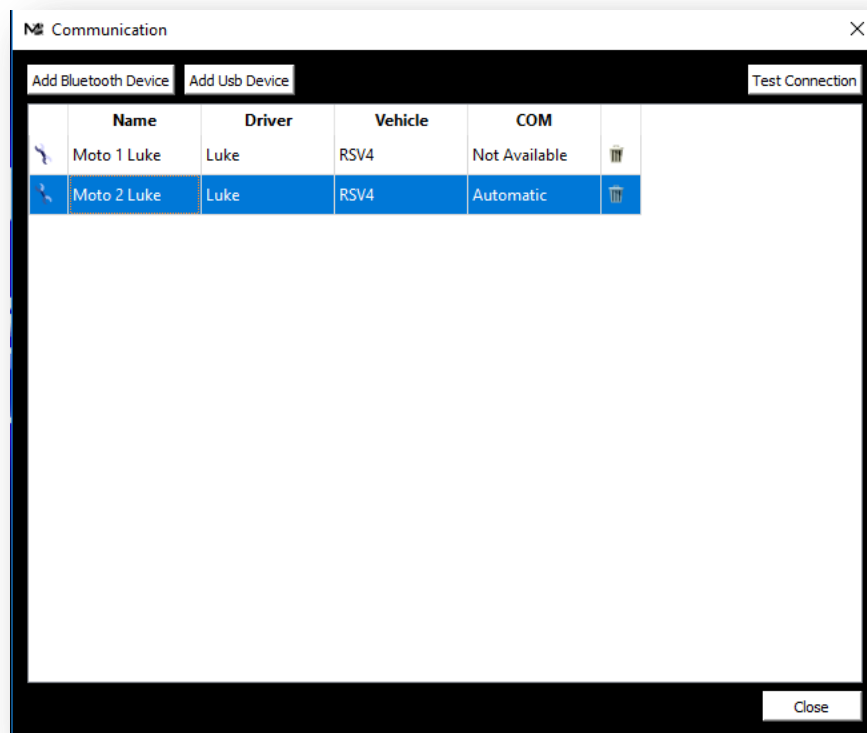 Communication
Add Bluetooth Device Add Usb Device Test Connection
Name Driver Vehicle COM
Moto 1 Luke Luke RSV4 Not Available
Moto 2 Luke Luke RSV4 Automatic
Close